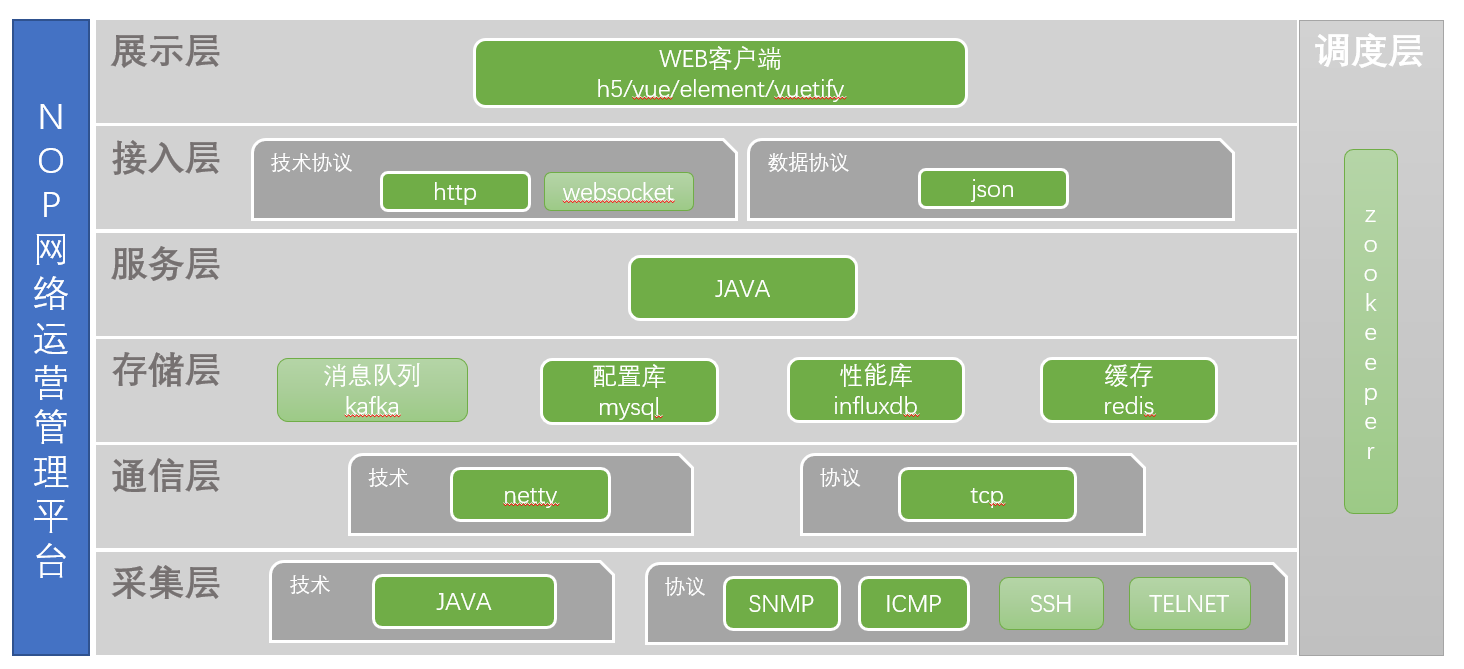 NOP网络运营管理平台
展示层
WEB客户端
h5/vue/element/vuetify
接入层
技术协议
http
websocket
数据协议
json
服务层
JAVA
存储层
消息队列
kafka
配置库
mysql
性能库
influxdb
缓存
redis
通信层
技术
netty
协议
tcp
采集层
技术
JAVA
协议
SNMP
ICMP
SSH
TELNET
调度层
zookeeper